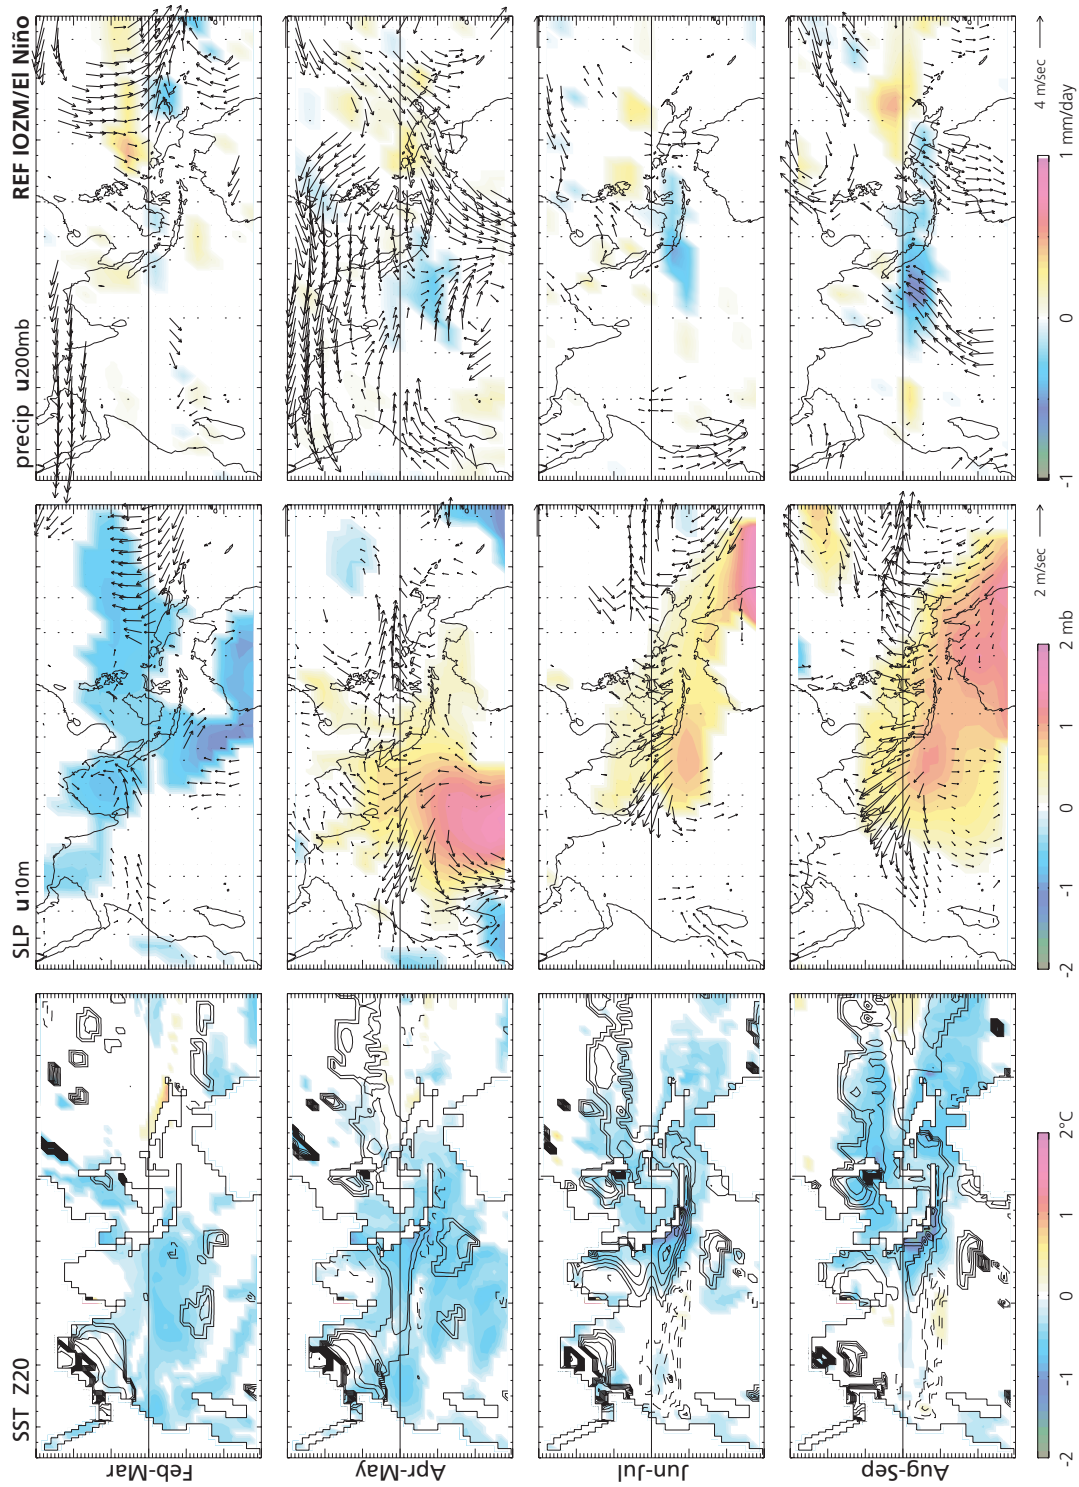 REF IOZM/El Niño
SST Z20
SLP u10m
precip u200mb
Feb-Mar
Apr-May
Jun-Jul
Aug-Sep
2 m/sec
4 m/sec
-2 -1 0 1 2°C
-2 -1 0 1 2 mb
-1 0 1 mm/day